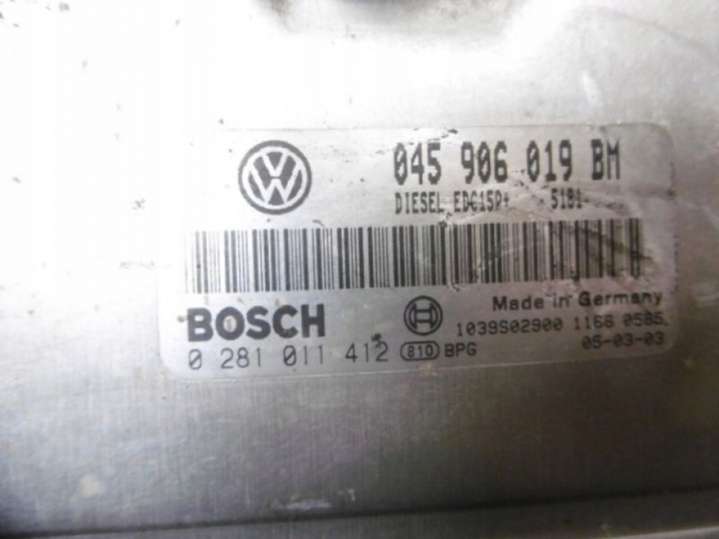 045 906 019 BM
DIESEL EDC15P+ 5181
BOSCH
Made in Germany
1039S02900 1166 0585
0 281 011 412 810 BPG
05-03-03